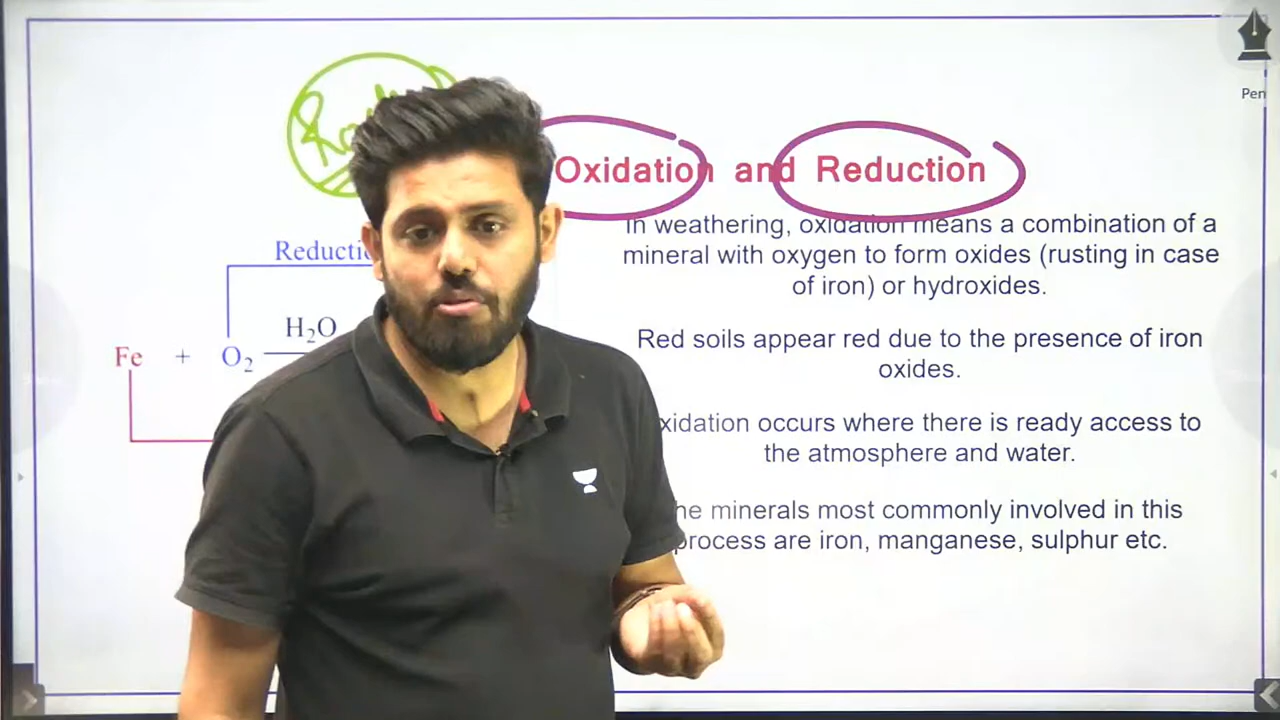 Pen
Oxidation and Reduction
In weathering, oxidation means a combination of a
mineral with oxygen to form oxides (rusting in case
of iron) or hydroxides.
Red soils appear red due to the presence of iron
oxides.
xidation occurs where there is ready access to
the atmosphere and water.
he minerals most commonly involved in this
process are iron, manganese, sulphur etc.
Reductio
H₂O
Fe + O₂